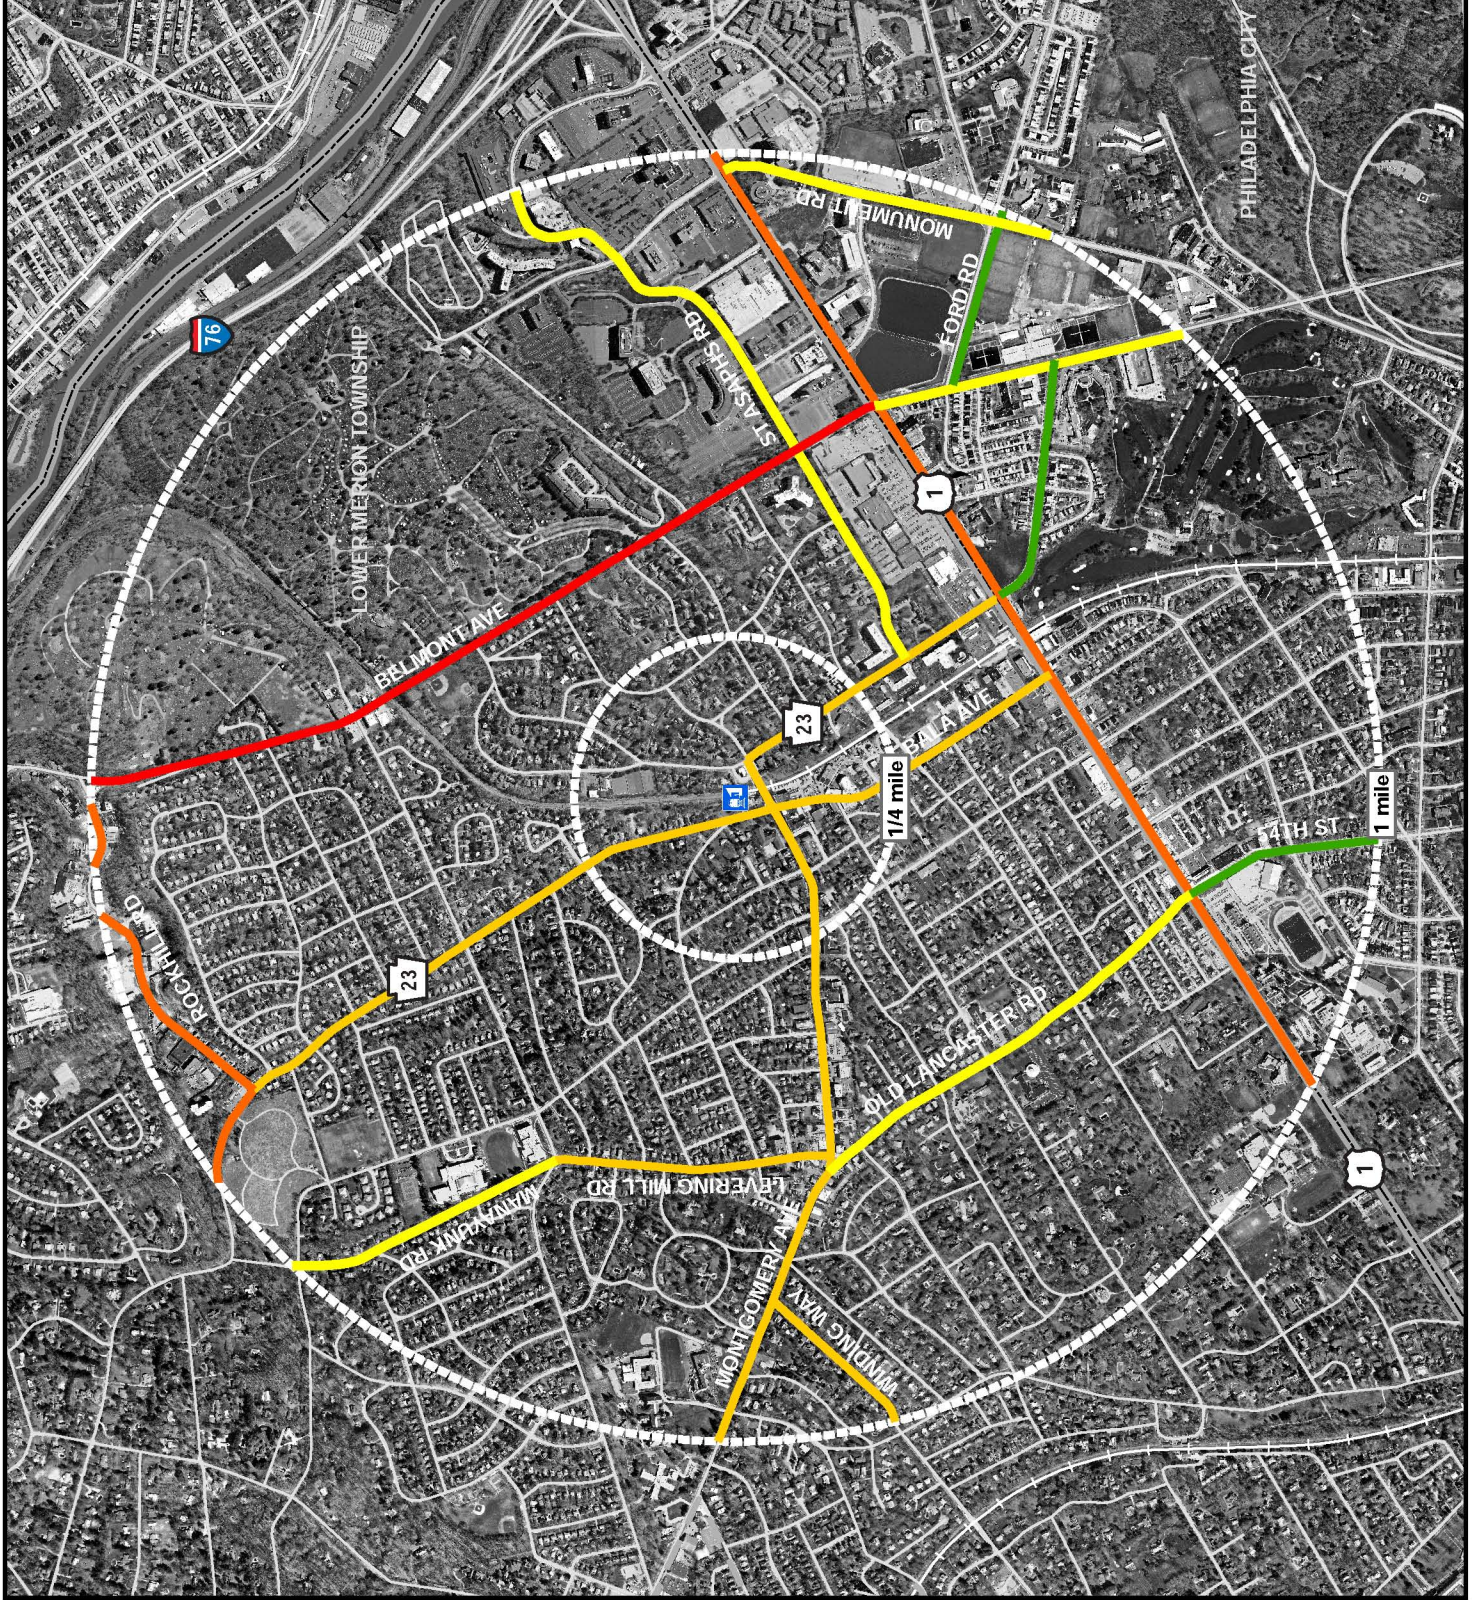 PHILADELPHIA CITY
MONUMENT RD
FORD RD
76
LOWER MERION TOWNSHIP
ST ASAPHS RD
1
BELMONT AVE
23
BALA AVE
1/4 mile
1 mile
54TH ST
ROCKHILL RD
23
OLD LANCASTER RD
LEVERING MILL RD
MANAYUNK RD
MONTGOMERY AVE
WINDING WAY
1